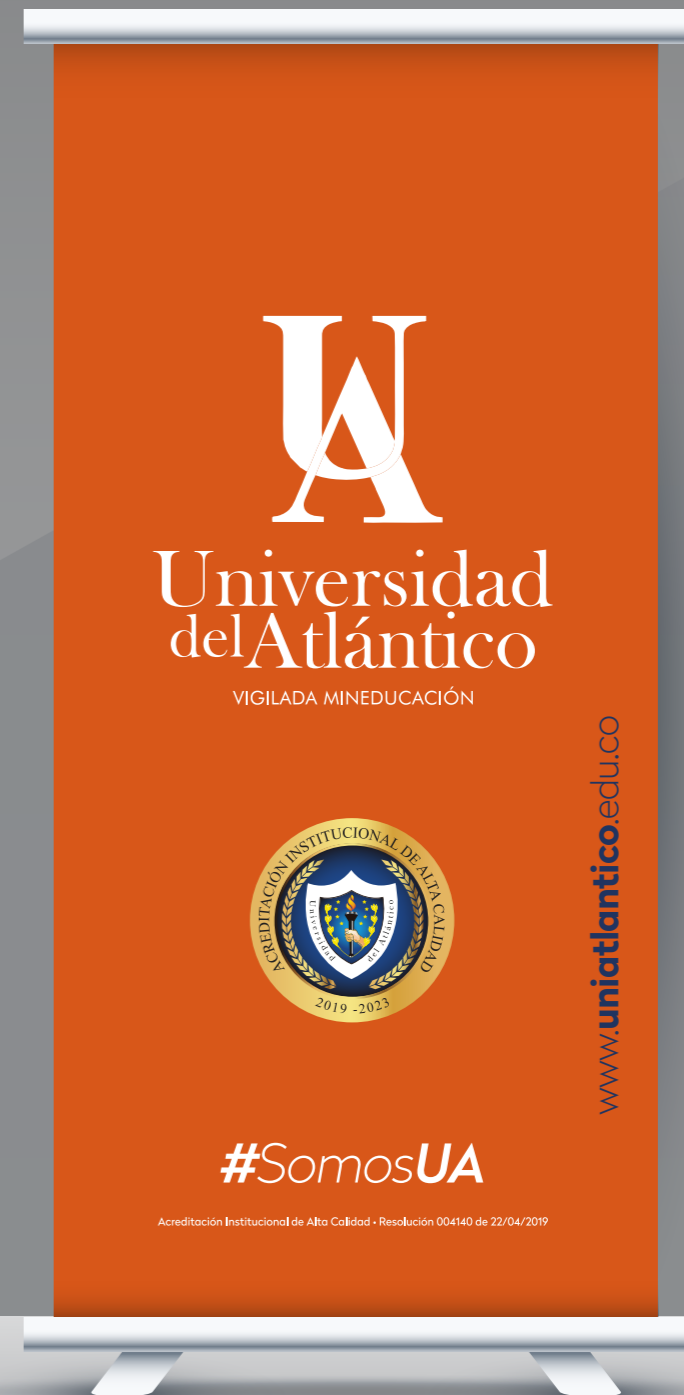 UA
Universidad
del Atlántico
VIGILADA MINEDUCACIÓN
www.uniatlantico.edu.co
ACREDITACIÓN INSTITUCIONAL DE ALTA CALIDAD
Universidad del Atlántico
2019 -2023
#SomosUA
Acreditación Institucional de Alta Calidad • Resolución 004140 de 22/04/2019